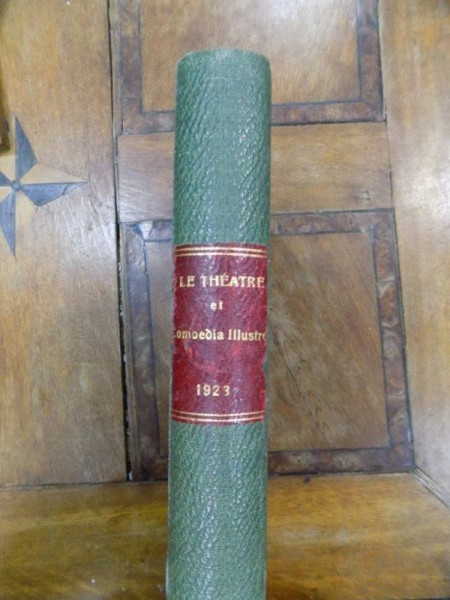 LE THÉATRE
et
Comoedia Illustré
1923